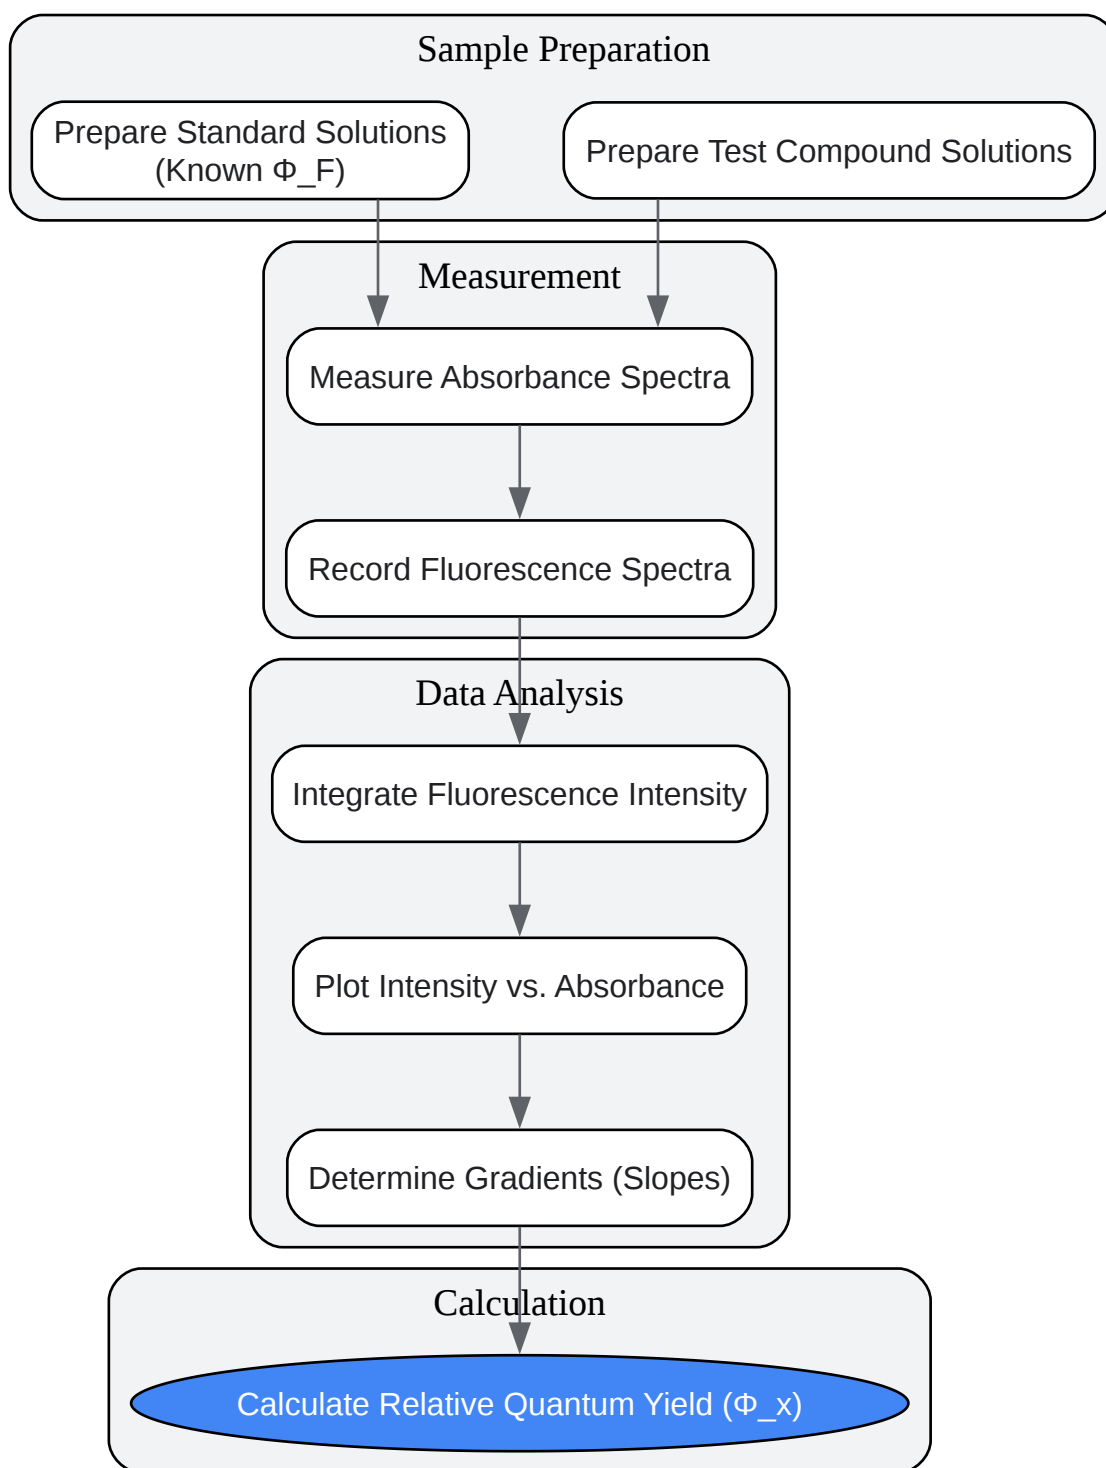 Sample Preparation
Prepare Standard Solutions
(Known Φ_F)
Prepare Test Compound Solutions
Measurement
Measure Absorbance Spectra
Record Fluorescence Spectra
Data Analysis
Integrate Fluorescence Intensity
Plot Intensity vs. Absorbance
Determine Gradients (Slopes)
Calculation
Calculate Relative Quantum Yield (Φ_x)